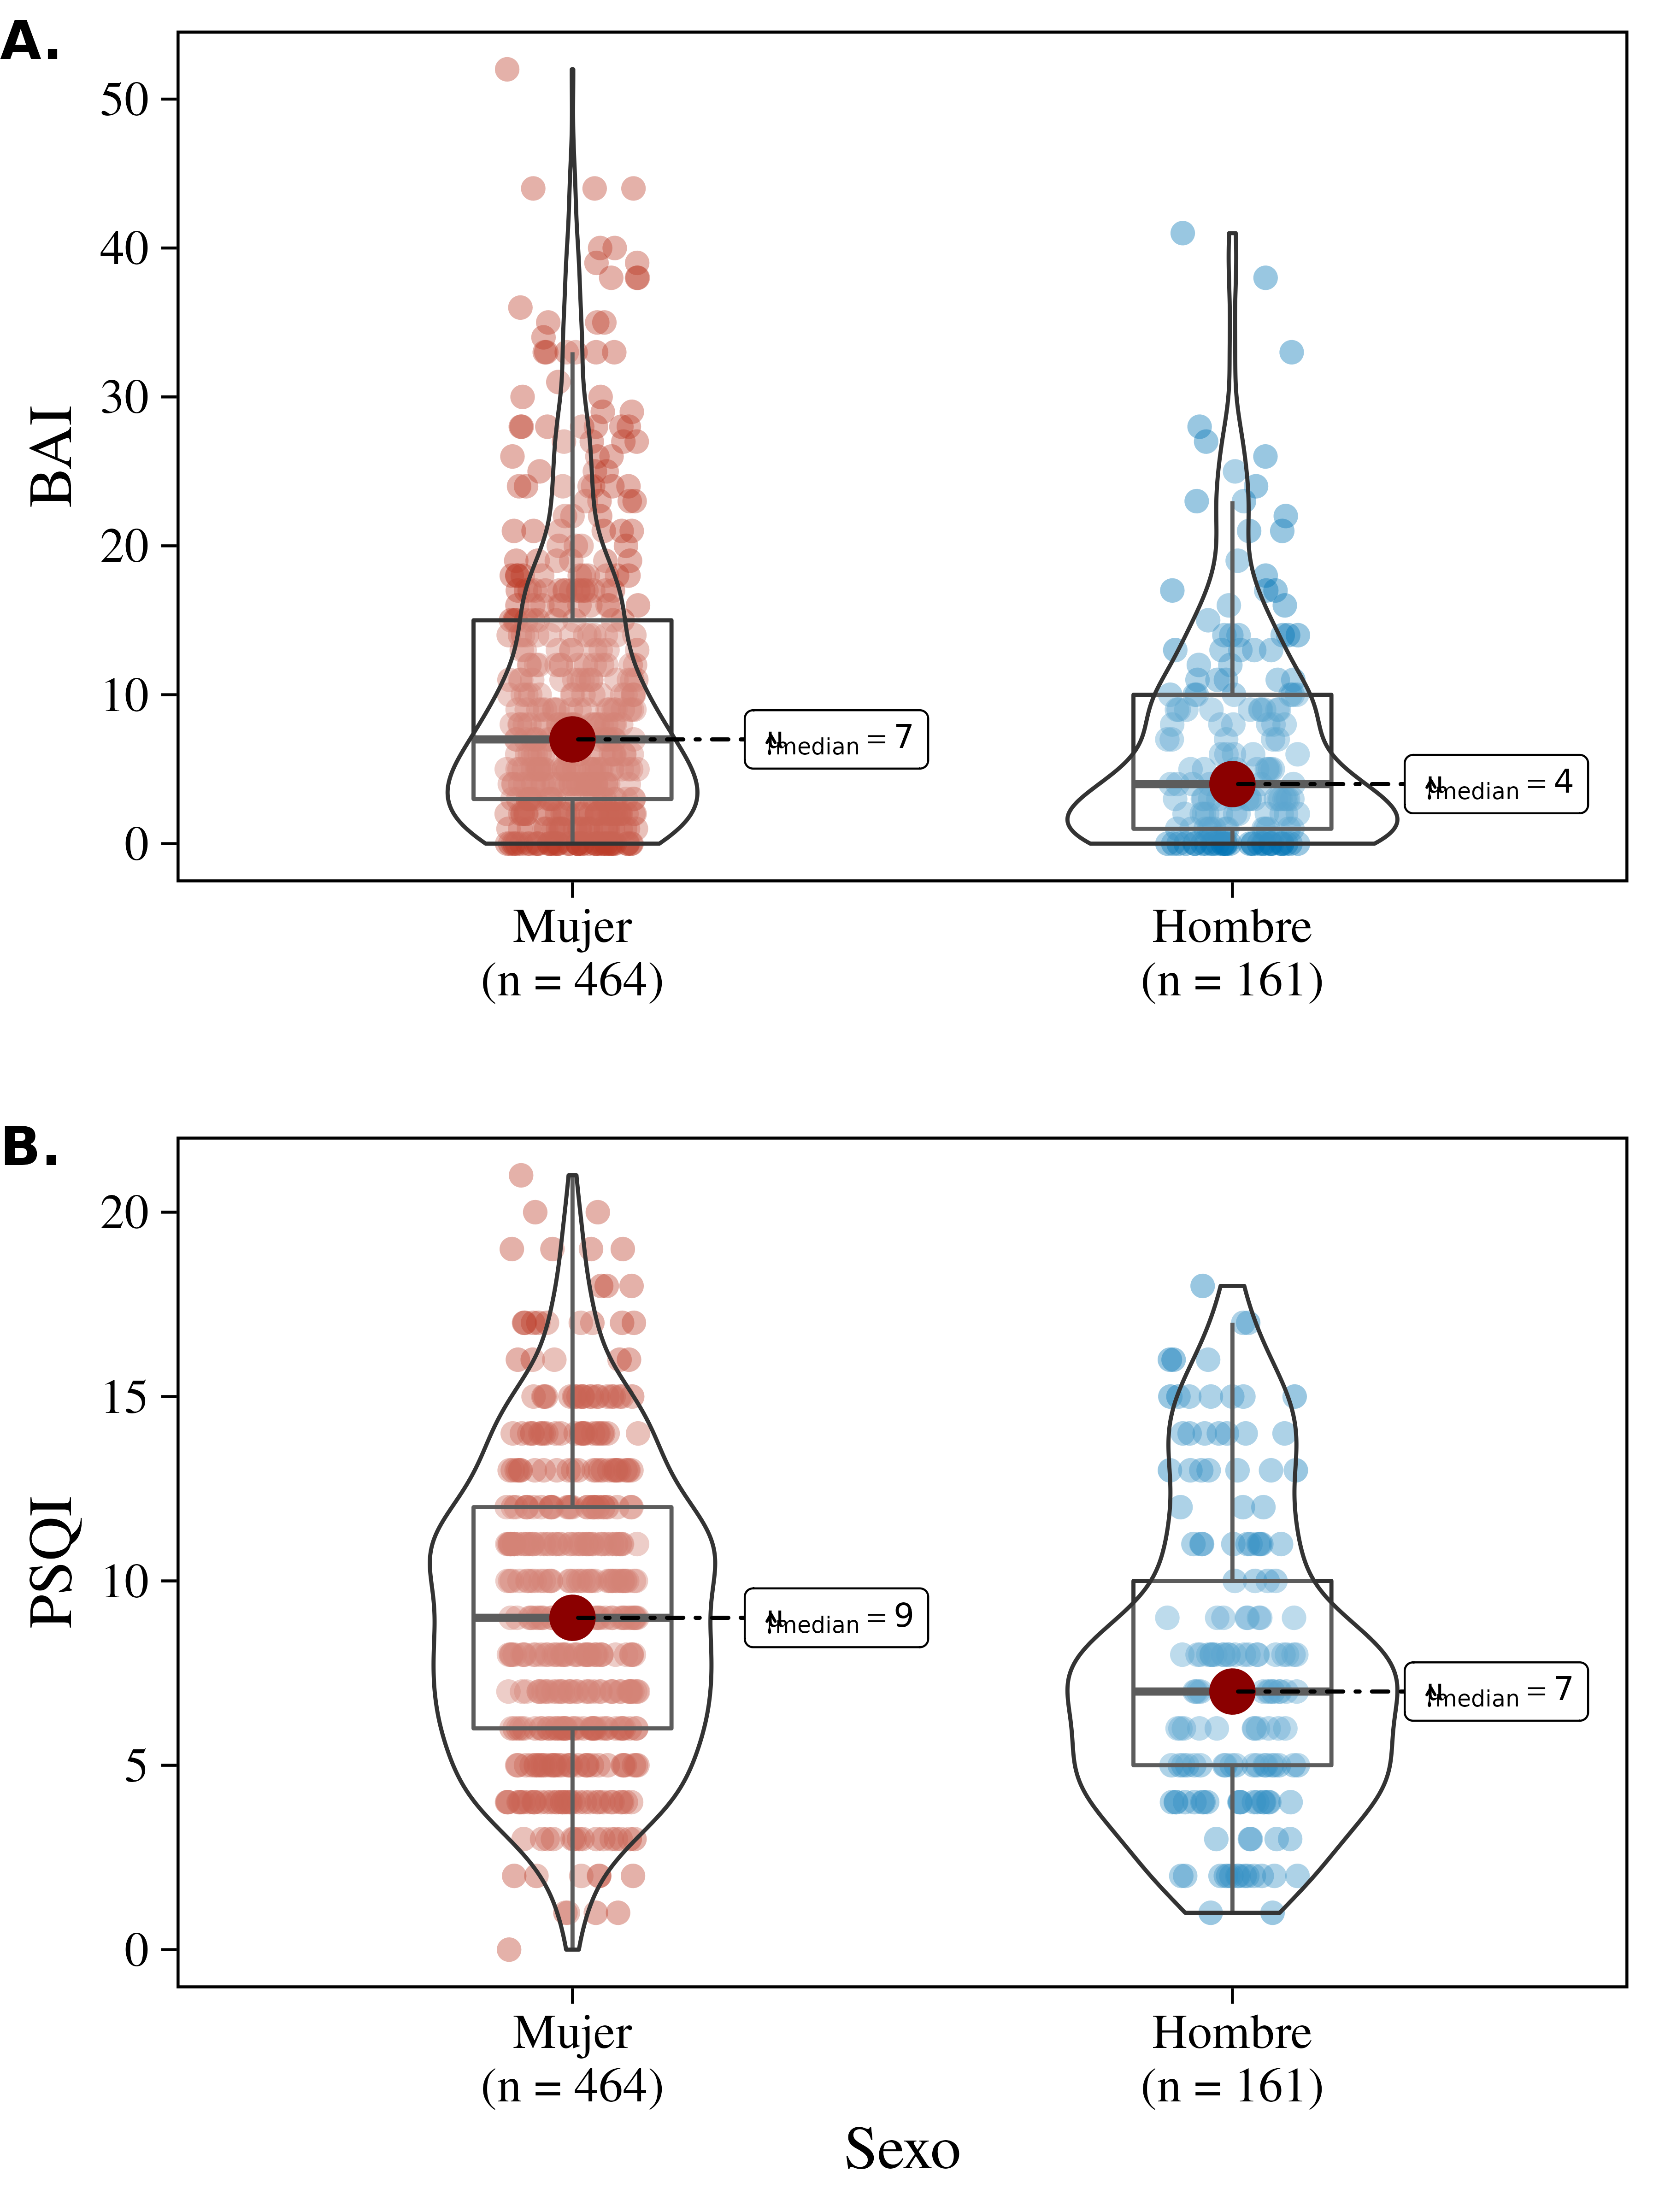 A.
50
40
30
20
10
0
BAI
μ̂median = 7
μ̂median = 4
Mujer
(n = 464)
Hombre
(n = 161)
B.
20
15
10
5
0
PSQI
μ̂median = 9
μ̂median = 7
Mujer
(n = 464)
Hombre
(n = 161)
Sexo